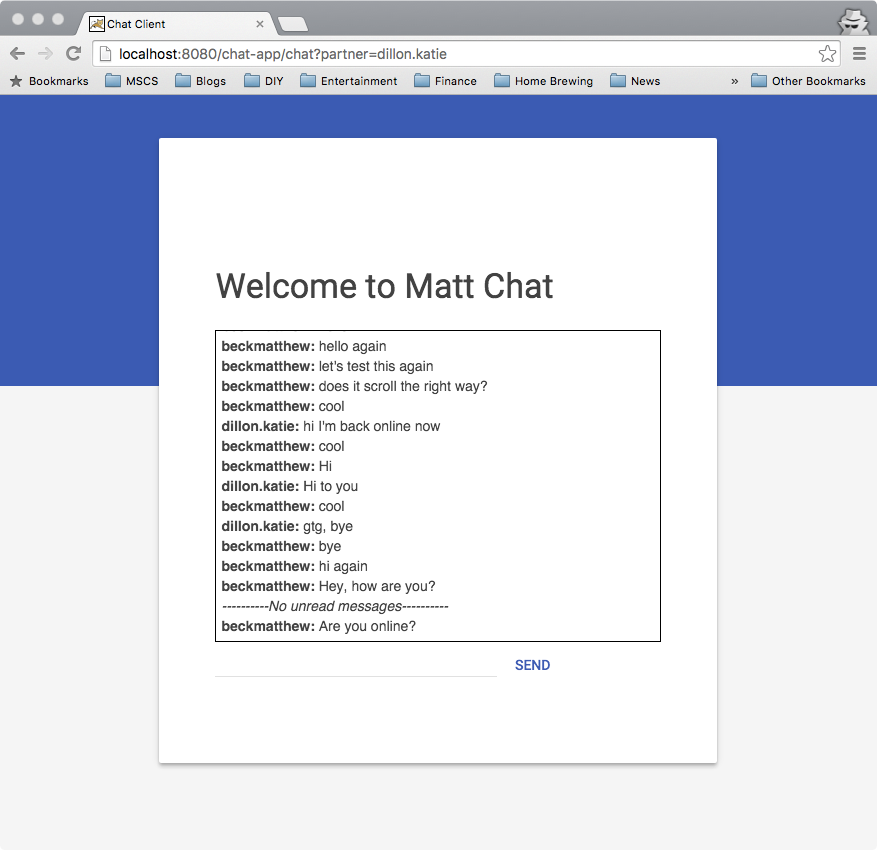 Chat Client
localhost:8080/chat-app/chat?partner=dillon.katie
Bookmarks MSCS Blogs DIY Entertainment Finance Home Brewing News » Other Bookmarks
Welcome to Matt Chat
beckmatthew: hello again
beckmatthew: let's test this again
beckmatthew: does it scroll the right way?
beckmatthew: cool
dillon.katie: hi I'm back online now
beckmatthew: cool
beckmatthew: Hi
dillon.katie: Hi to you
beckmatthew: cool
dillon.katie: gtg, bye
beckmatthew: bye
beckmatthew: hi again
beckmatthew: Hey, how are you?
----------No unread messages----------
beckmatthew: Are you online?
SEND